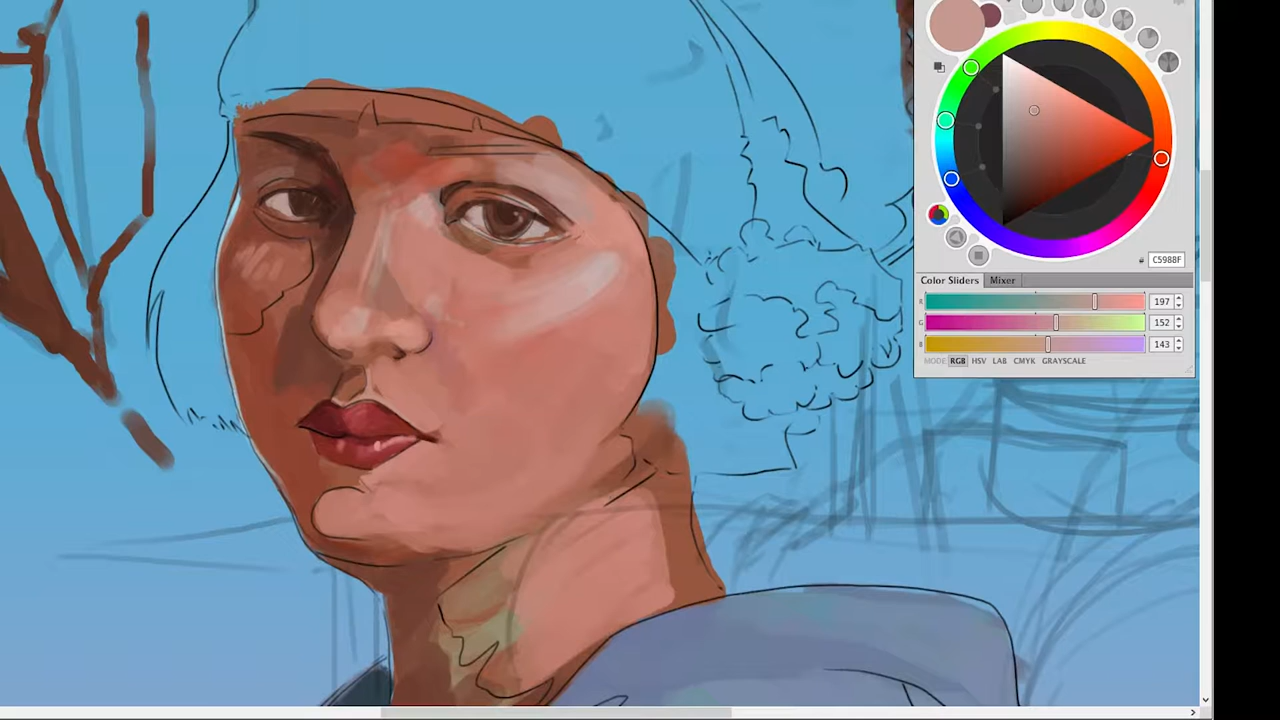 # C5988F
Color Sliders Mixer
R 197
G 152
B 143
MODE RGB HSV LAB CMYK GRAYSCALE